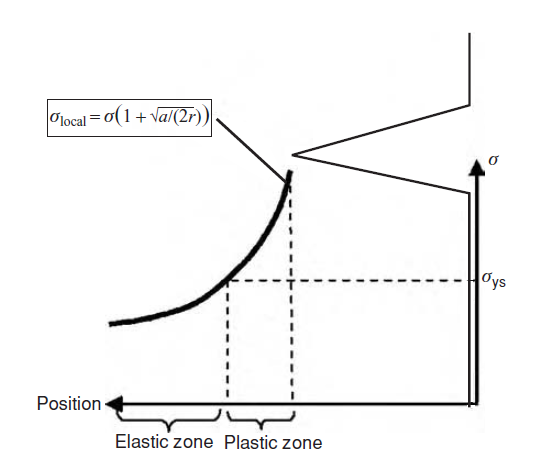 σlocal = σ(1 + √a/(2r))
σ
σys
Position
Elastic zone Plastic zone